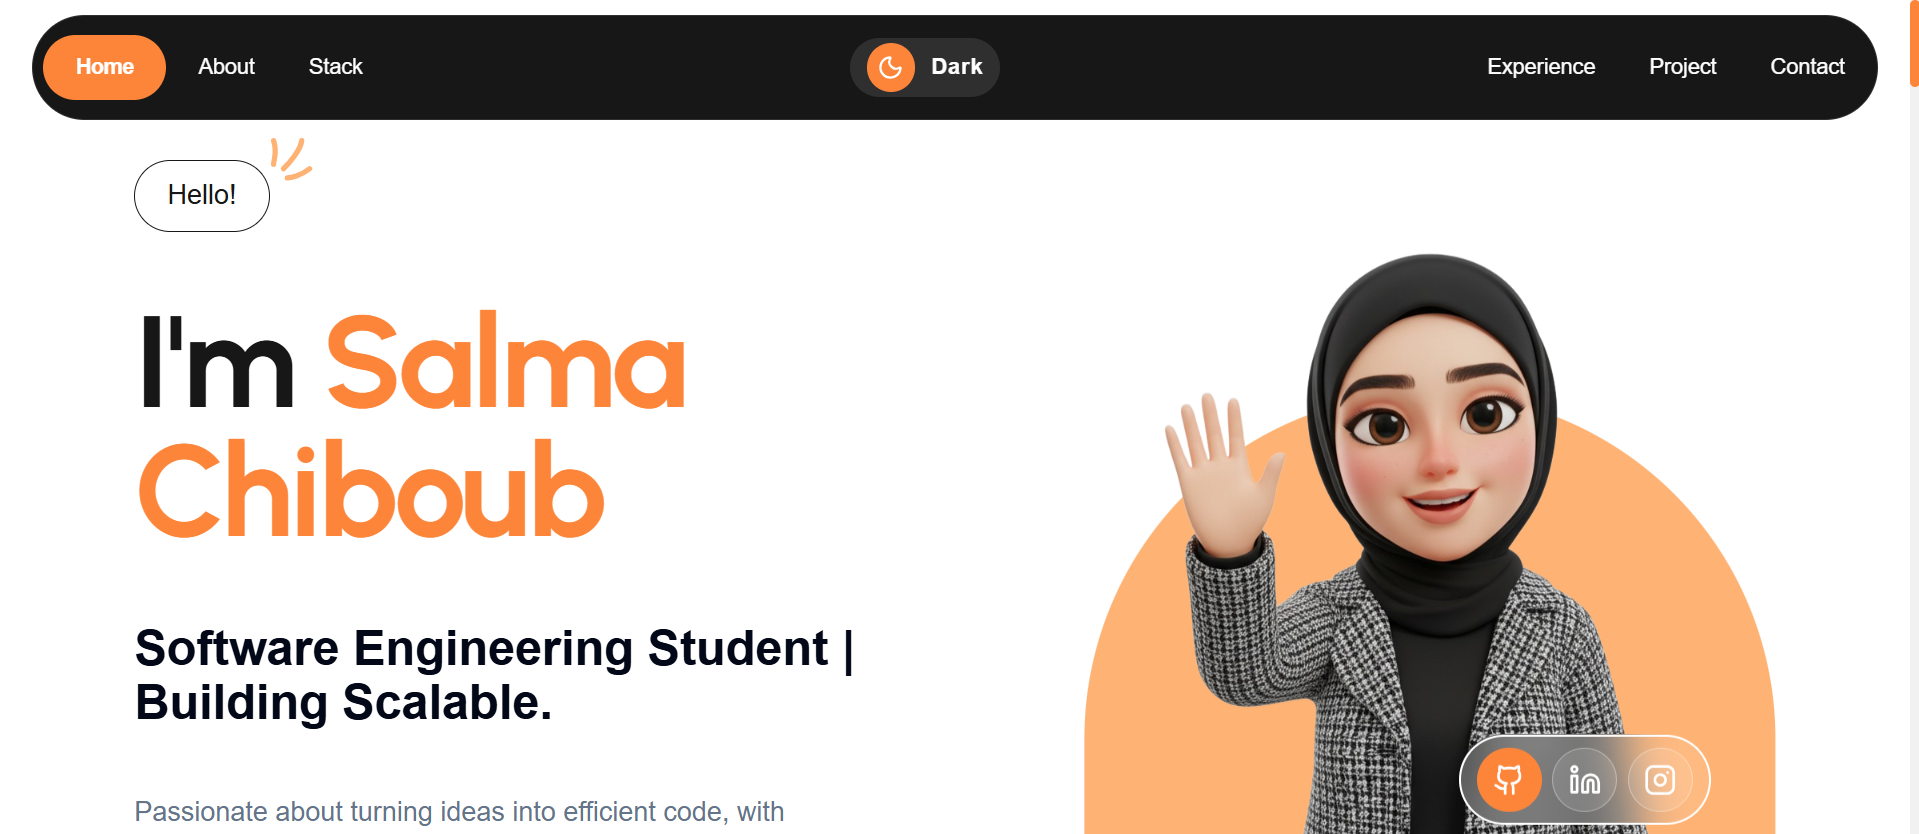 Home About Stack Dark Experience Project Contact
Hello!
I'm Salma
Chiboub
Software Engineering Student |
Building Scalable.
Passionate about turning ideas into efficient code, with